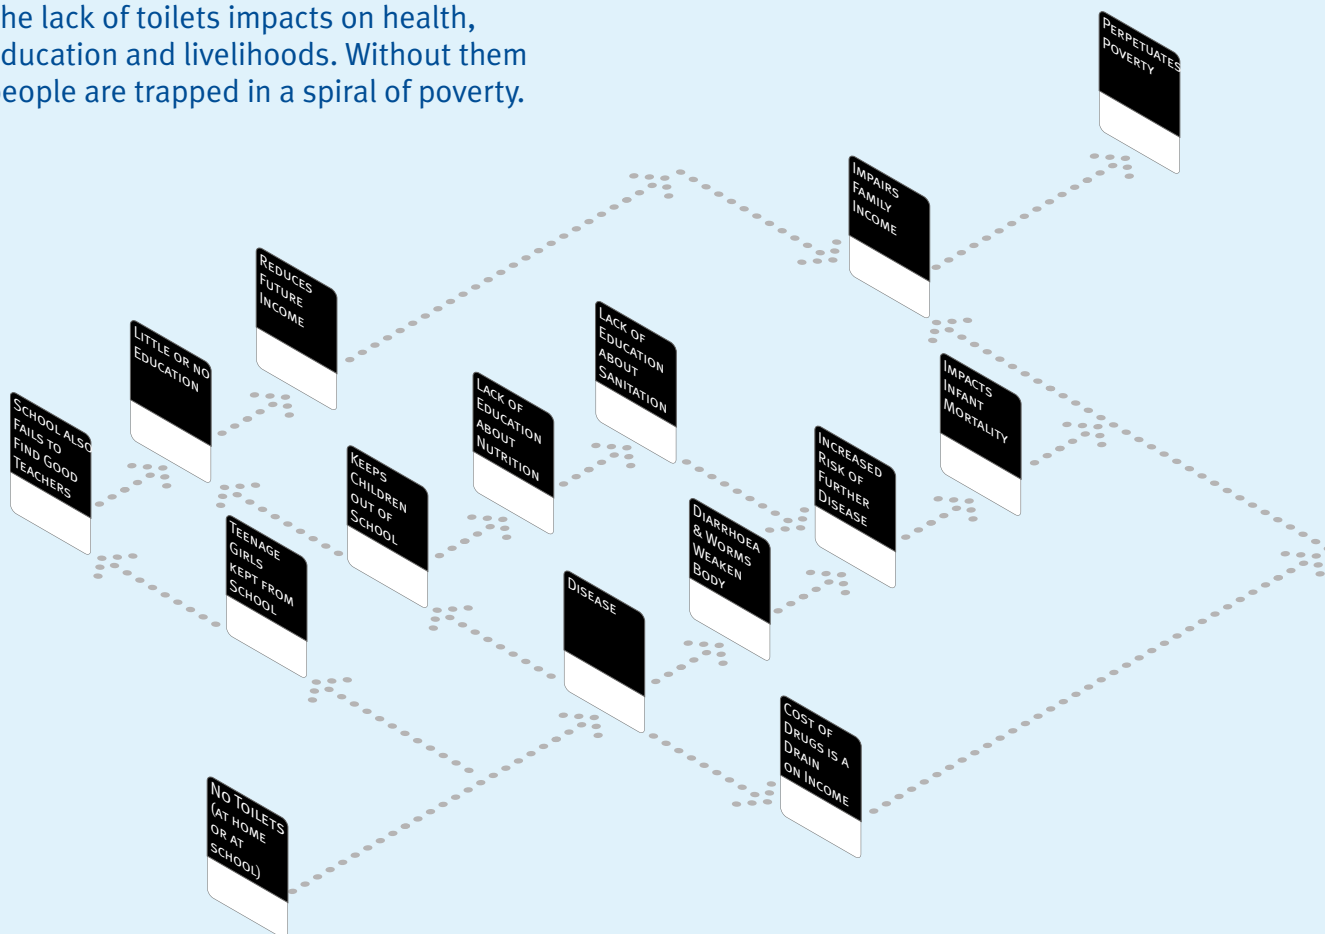 he lack of toilets impacts on health,
ducation and livelihoods. Without them
eople are trapped in a spiral of poverty.
Perpetuates
Poverty
Impairs
Family
Income
Reduces
Future
Income
Lack of
Education
about
Sanitation
Little or no
Education
Impacts
Infant
Mortality
Lack of
Education
about
Nutrition
School also
Fails to
Find Good
Teachers
Increased
Risk of
Further
Disease
Keeps
Children
out of
School
Diarrhoea
& Worms
Weaken
Body
Teenage
Girls
kept from
School
Disease
Cost of
Drugs is a
Drain
on Income
No Toilets
(at home
or at
school)